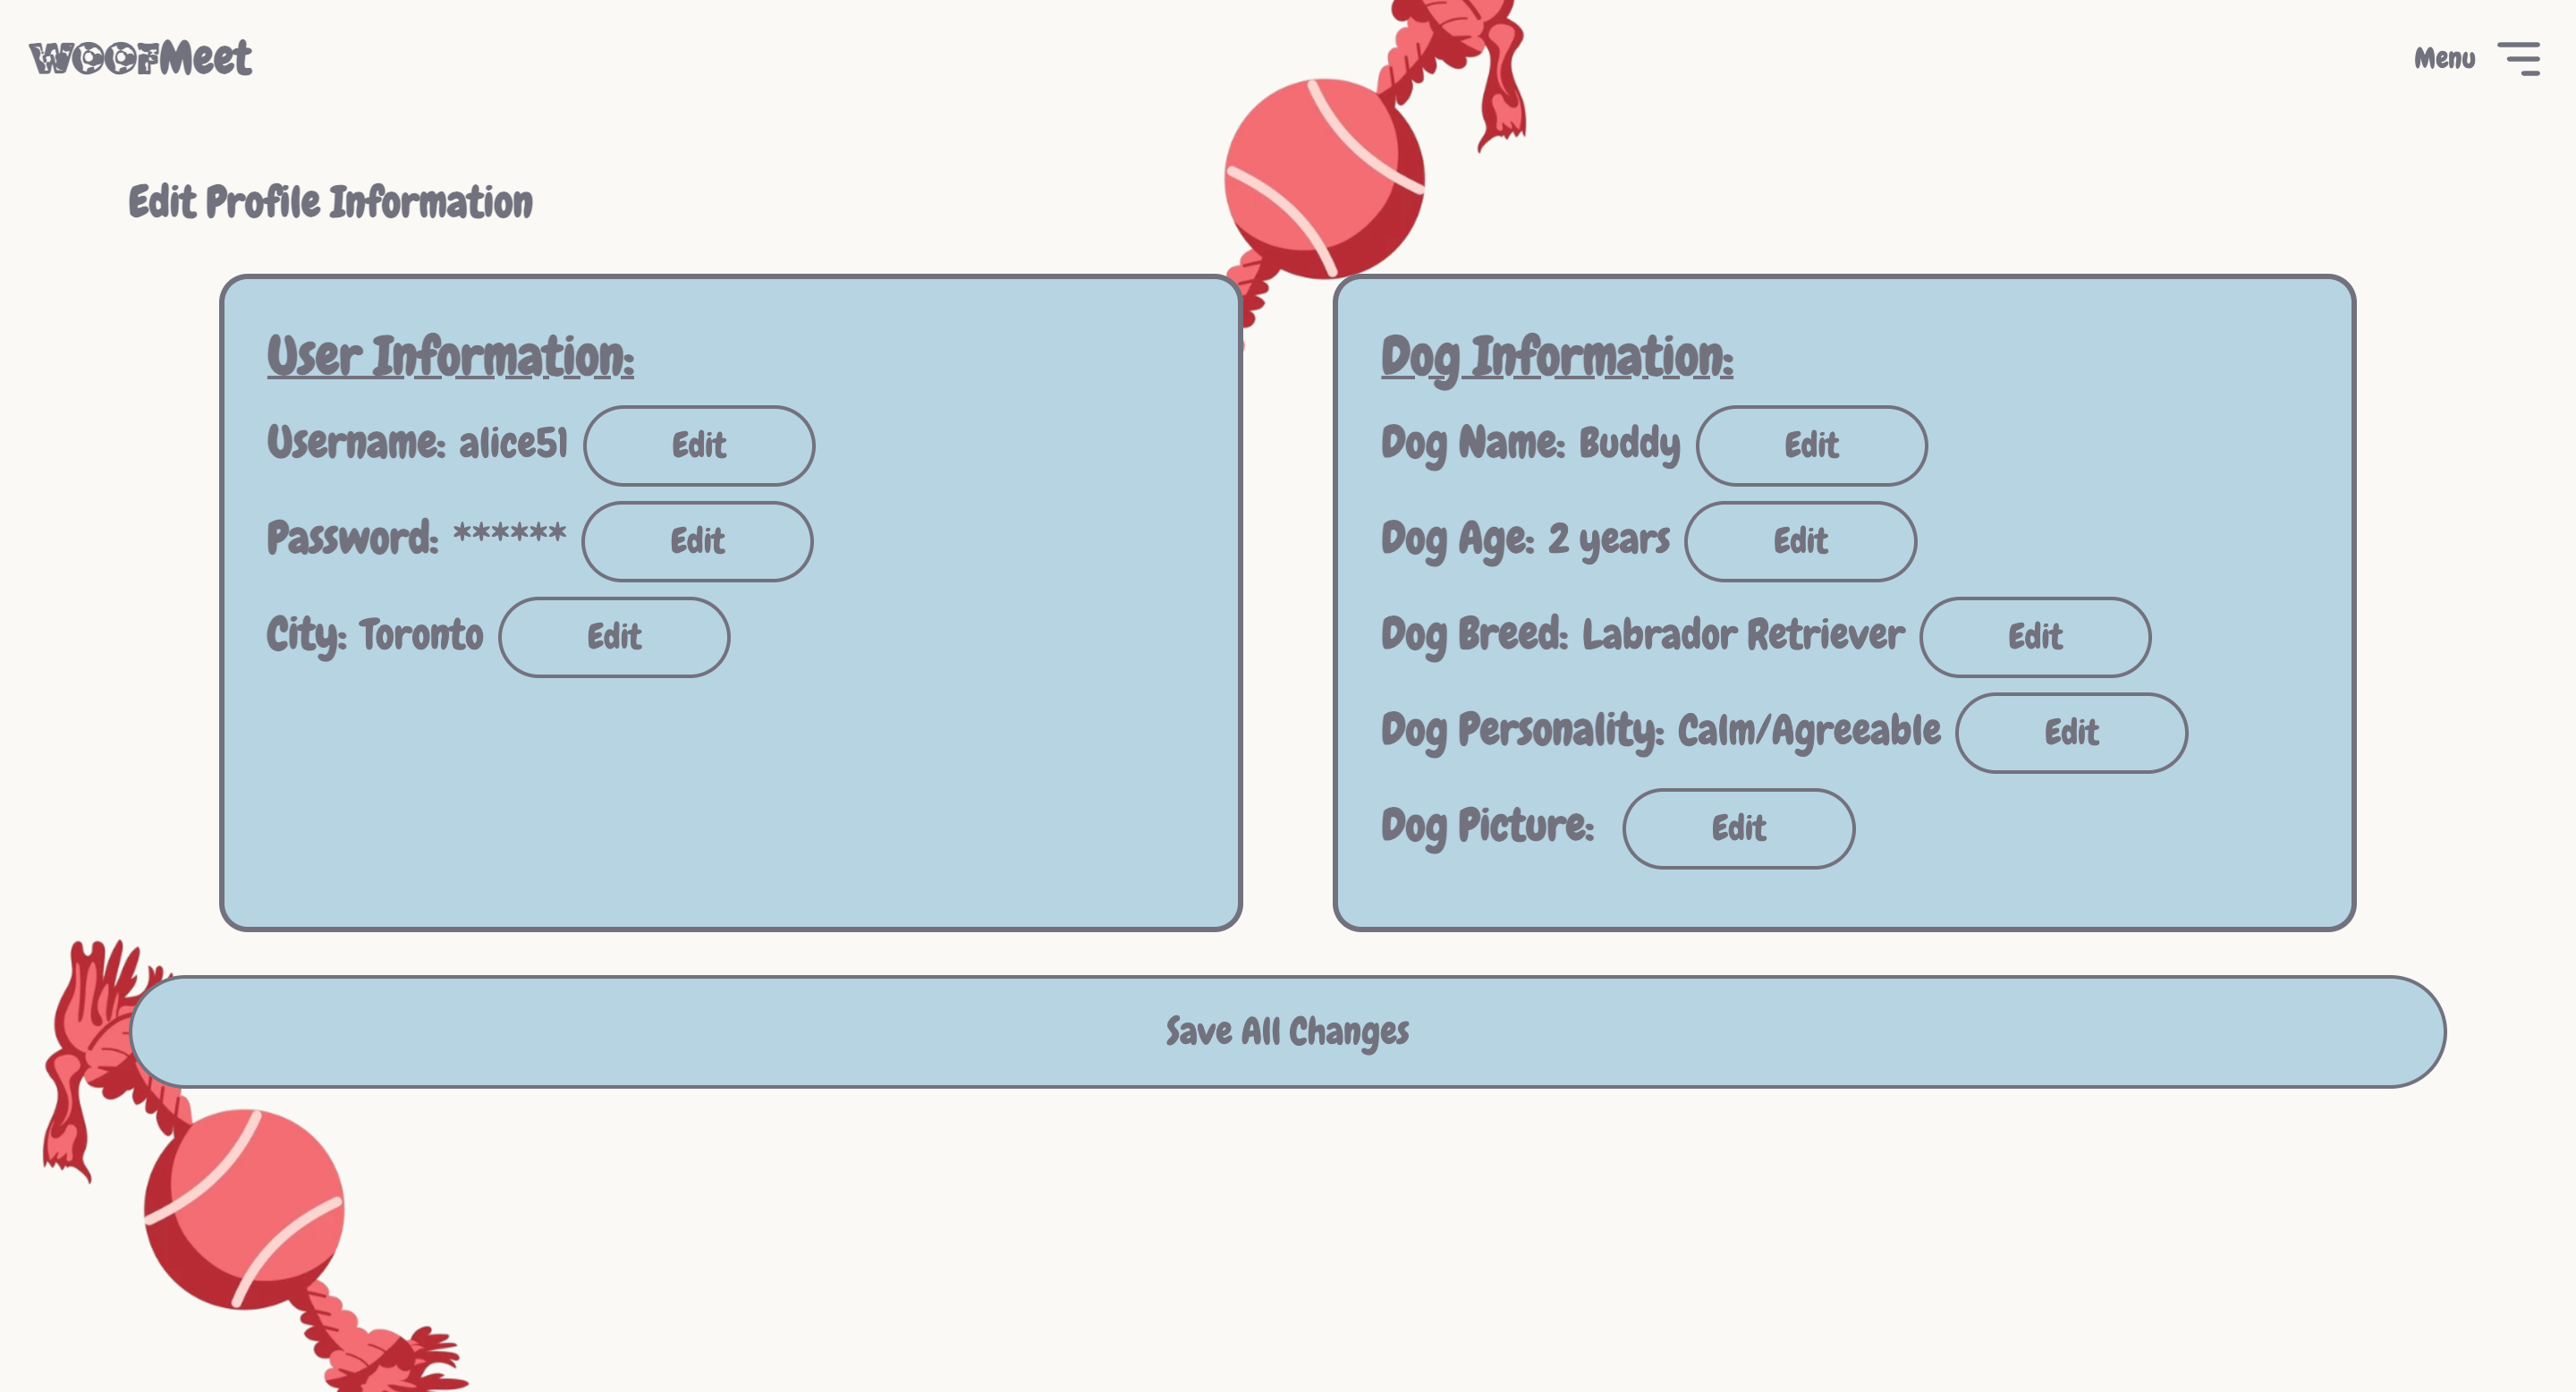 WOOFMeet
Menu
Edit Profile Information
User Information:
Username: alice51 Edit
Password: ****** Edit
City: Toronto Edit
Dog Information:
Dog Name: Buddy Edit
Dog Age: 2 years Edit
Dog Breed: Labrador Retriever Edit
Dog Personality: Calm/Agreeable Edit
Dog Picture: Edit
Save All Changes